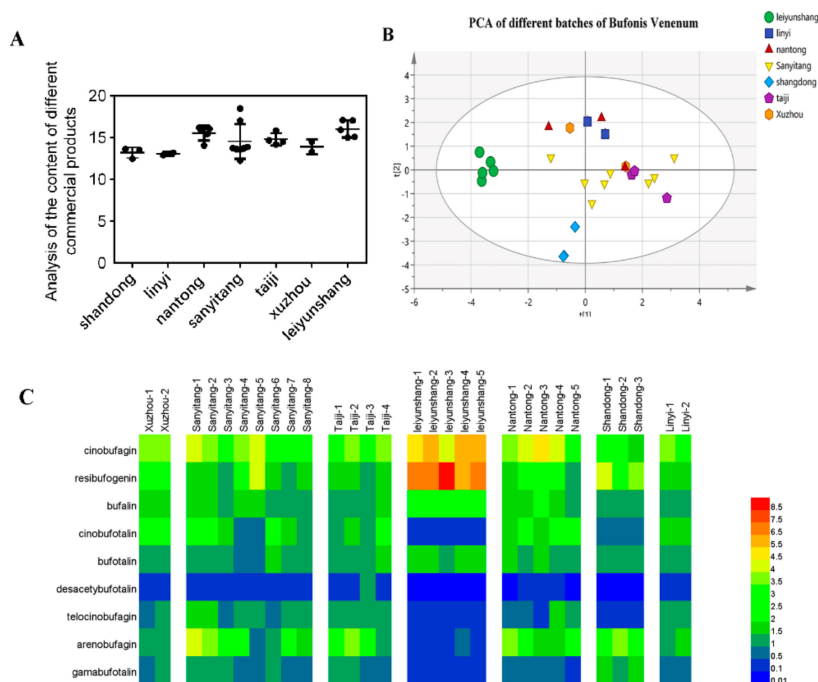 A
Analysis of the content of different
commercial products
20
15
10
5
0
shandong
linyi
nantong
sanyitang
taiji
xuzhou
leiyunshang
B
PCA of different batches of Bufonis Venenum
leiyunshang
linyi
nantong
Sanyitang
shangdong
taiji
Xuzhou
t[2]
4
3
2
1
0
-1
-2
-3
-4
-5
-6 -4 -2 0 2 4 6
t[1]
C
Xuzhou-1
Xuzhou-2
Sanyitang-1
Sanyitang-2
Sanyitang-3
Sanyitang-4
Sanyitang-5
Sanyitang-6
Sanyitang-7
Sanyitang-8
Taiji-1
Taiji-2
Taiji-3
Taiji-4
leiyunshang-1
leiyunshang-2
leiyunshang-3
leiyunshang-4
leiyunshang-5
Nantong-1
Nantong-2
Nantong-3
Nantong-4
Nantong-5
Shandong-1
Shandong-2
Shandong-3
Linyi-1
Linyi-2
cinobufagin
resibufogenin
bufalin
cinobufotalin
bufotalin
desacetybufotalin
telocinobufagin
arenobufagin
gamabufotalin
8.5
7.5
6.5
5.5
4.5
4
3.5
3
2.5
2
1.5
1
0.5
0.1
0.01